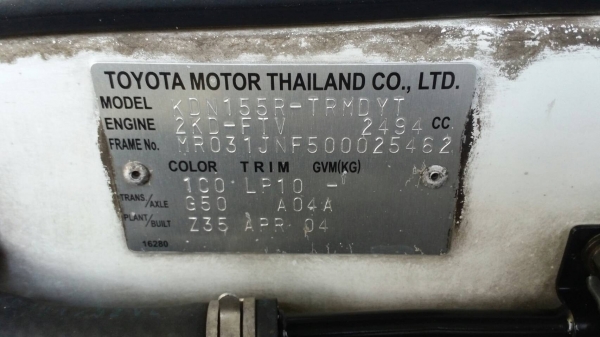 TOYOTA MOTOR THAILAND CO., LTD.
MODEL KDN155R-TRMDYT
ENGINE 2KD-FTV 2494 CC
FRAME No. MR031JNF500025462
COLOR TRIM GVM(KG)
1C0 LP10 -
TRANS/AXLE G50 A04A
PLANT/BUILT Z35 APR 04
16280